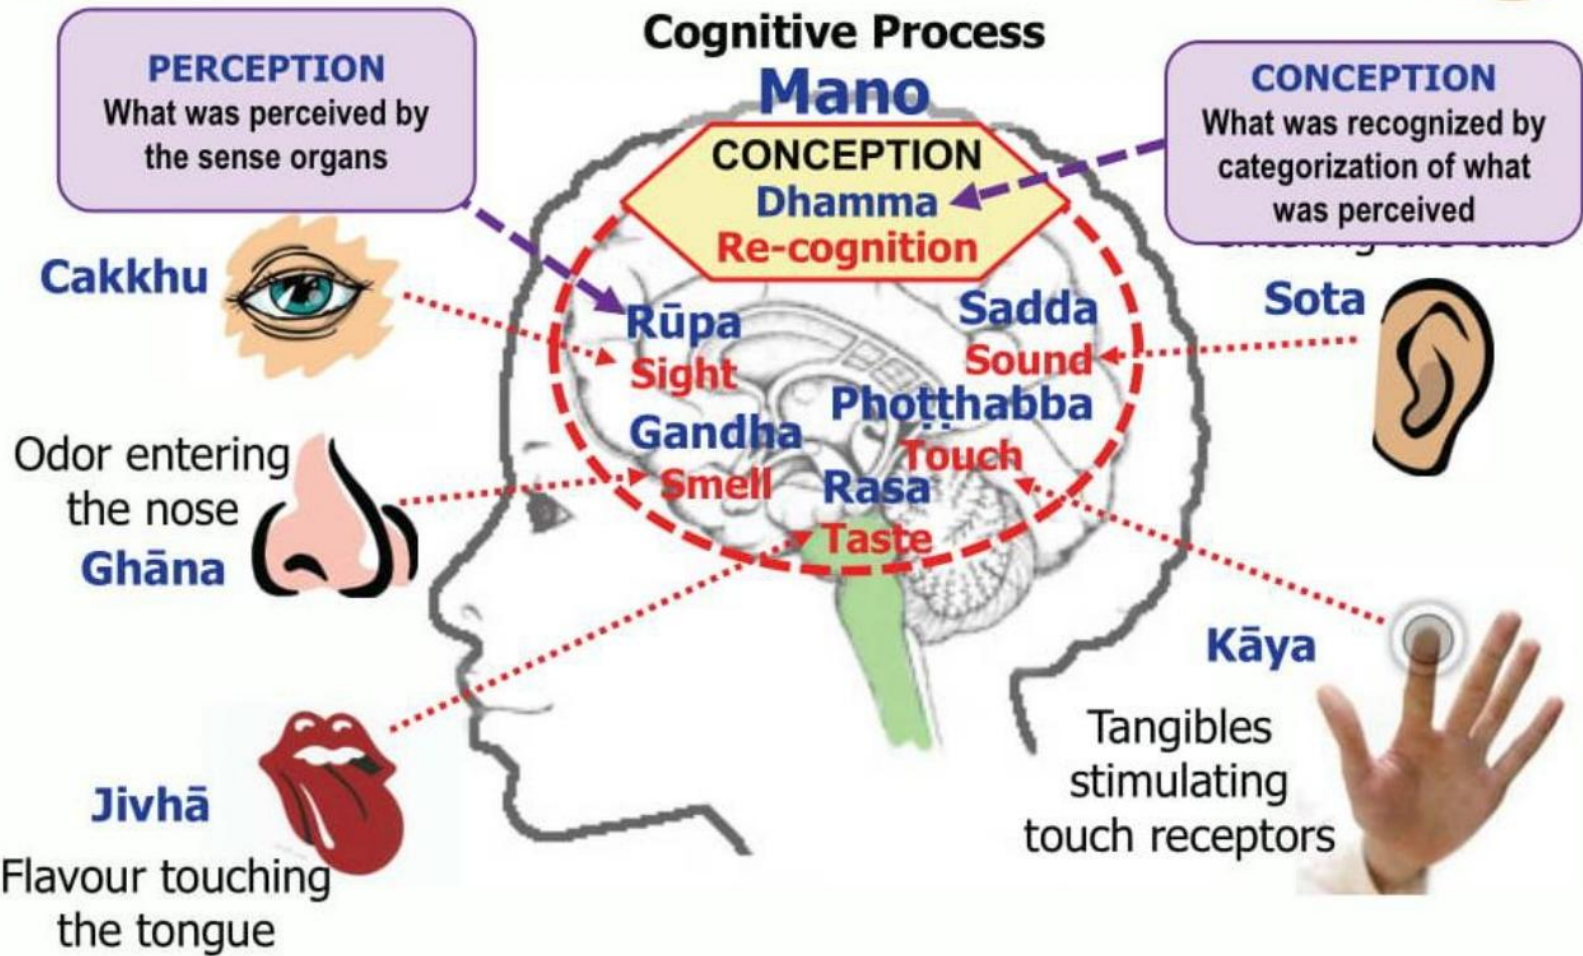 Cognitive Process
Mano
PERCEPTION
What was perceived by
the sense organs
CONCEPTION
What was recognized by
categorization of what
was perceived
CONCEPTION
Dhamma
Re-cognition
Cakkhu
Rūpa
Sight
Sadda
Sound
Sota
Phoṭṭhabba
Touch
Gandha
Smell
Rasa
Taste
Odor entering
the nose
Ghāna
Kāya
Tangibles
stimulating
touch receptors
Jivhā
Flavour touching
the tongue